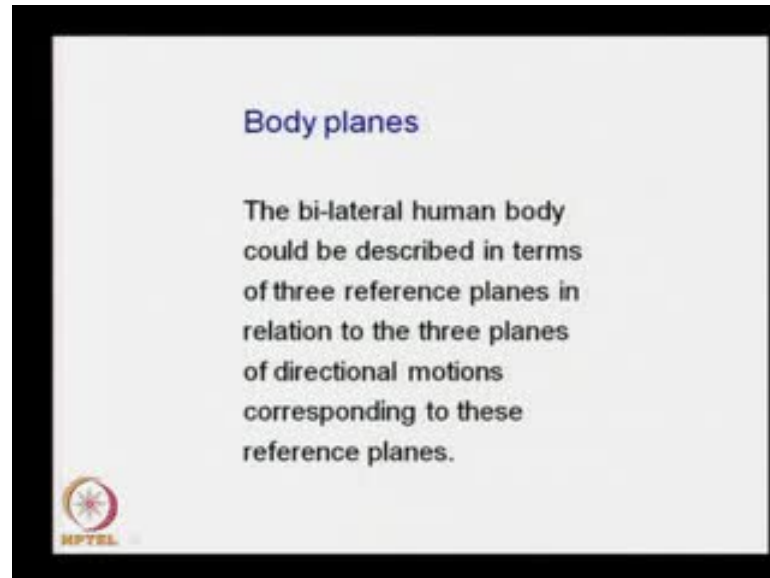 Body planes
The bi-lateral human body
could be described in terms
of three reference planes in
relation to the three planes
of directional motions
corresponding to these
reference planes.
NPTEL